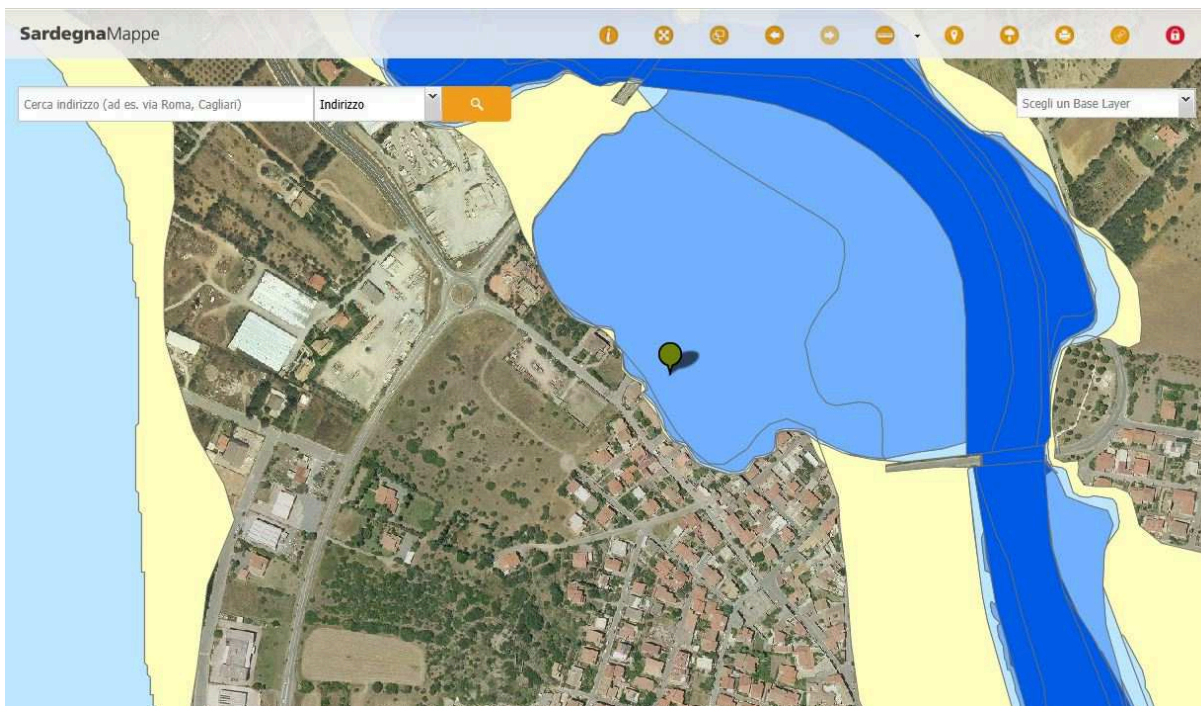 SardegnaMappe
Cerca indirizzo (ad es. via Roma, Cagliari)
Indirizzo
Scegli un Base Layer